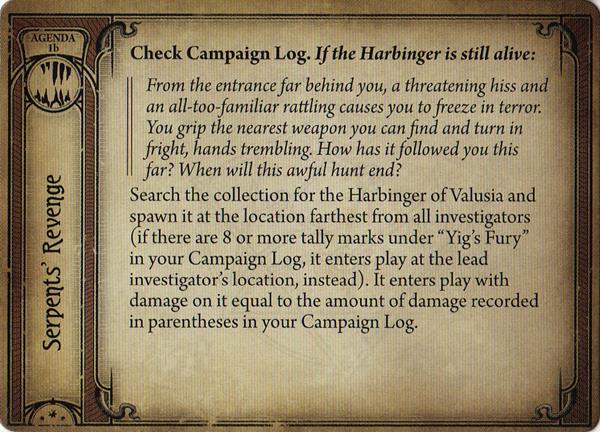 AGENDA
1b
Serpents' Revenge
Check Campaign Log. If the Harbinger is still alive:
From the entrance far behind you, a threatening hiss and
an all-too-familiar rattling causes you to freeze in terror.
You grip the nearest weapon you can find and turn in
fright, hands trembling. How has it followed you this
far? When will this awful hunt end?
Search the collection for the Harbinger of Valusia and
spawn it at the location farthest from all investigators
(if there are 8 or more tally marks under “Yig's Fury”
in your Campaign Log, it enters play at the lead
investigator's location, instead). It enters play with
damage on it equal to the amount of damage recorded
in parentheses in your Campaign Log.